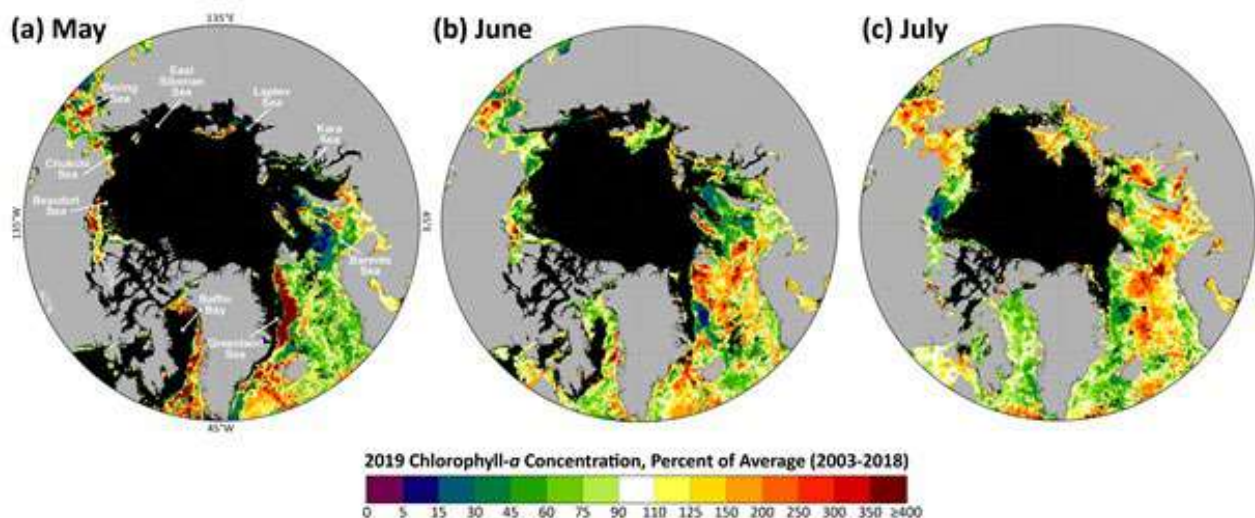 (a) May
(b) June
(c) July
135°E
East
Siberian
Sea
Bering
Sea
Laptev
Sea
Kara
Sea
Chukchi
Sea
Beaufort
Sea
135°W
45°E
Barents
Sea
Baffin
Bay
Greenland
Sea
45°W
2019 Chlorophyll-a Concentration, Percent of Average (2003-2018)
0 5 15 30 45 60 75 90 110 125 150 200 250 300 350 ≥400